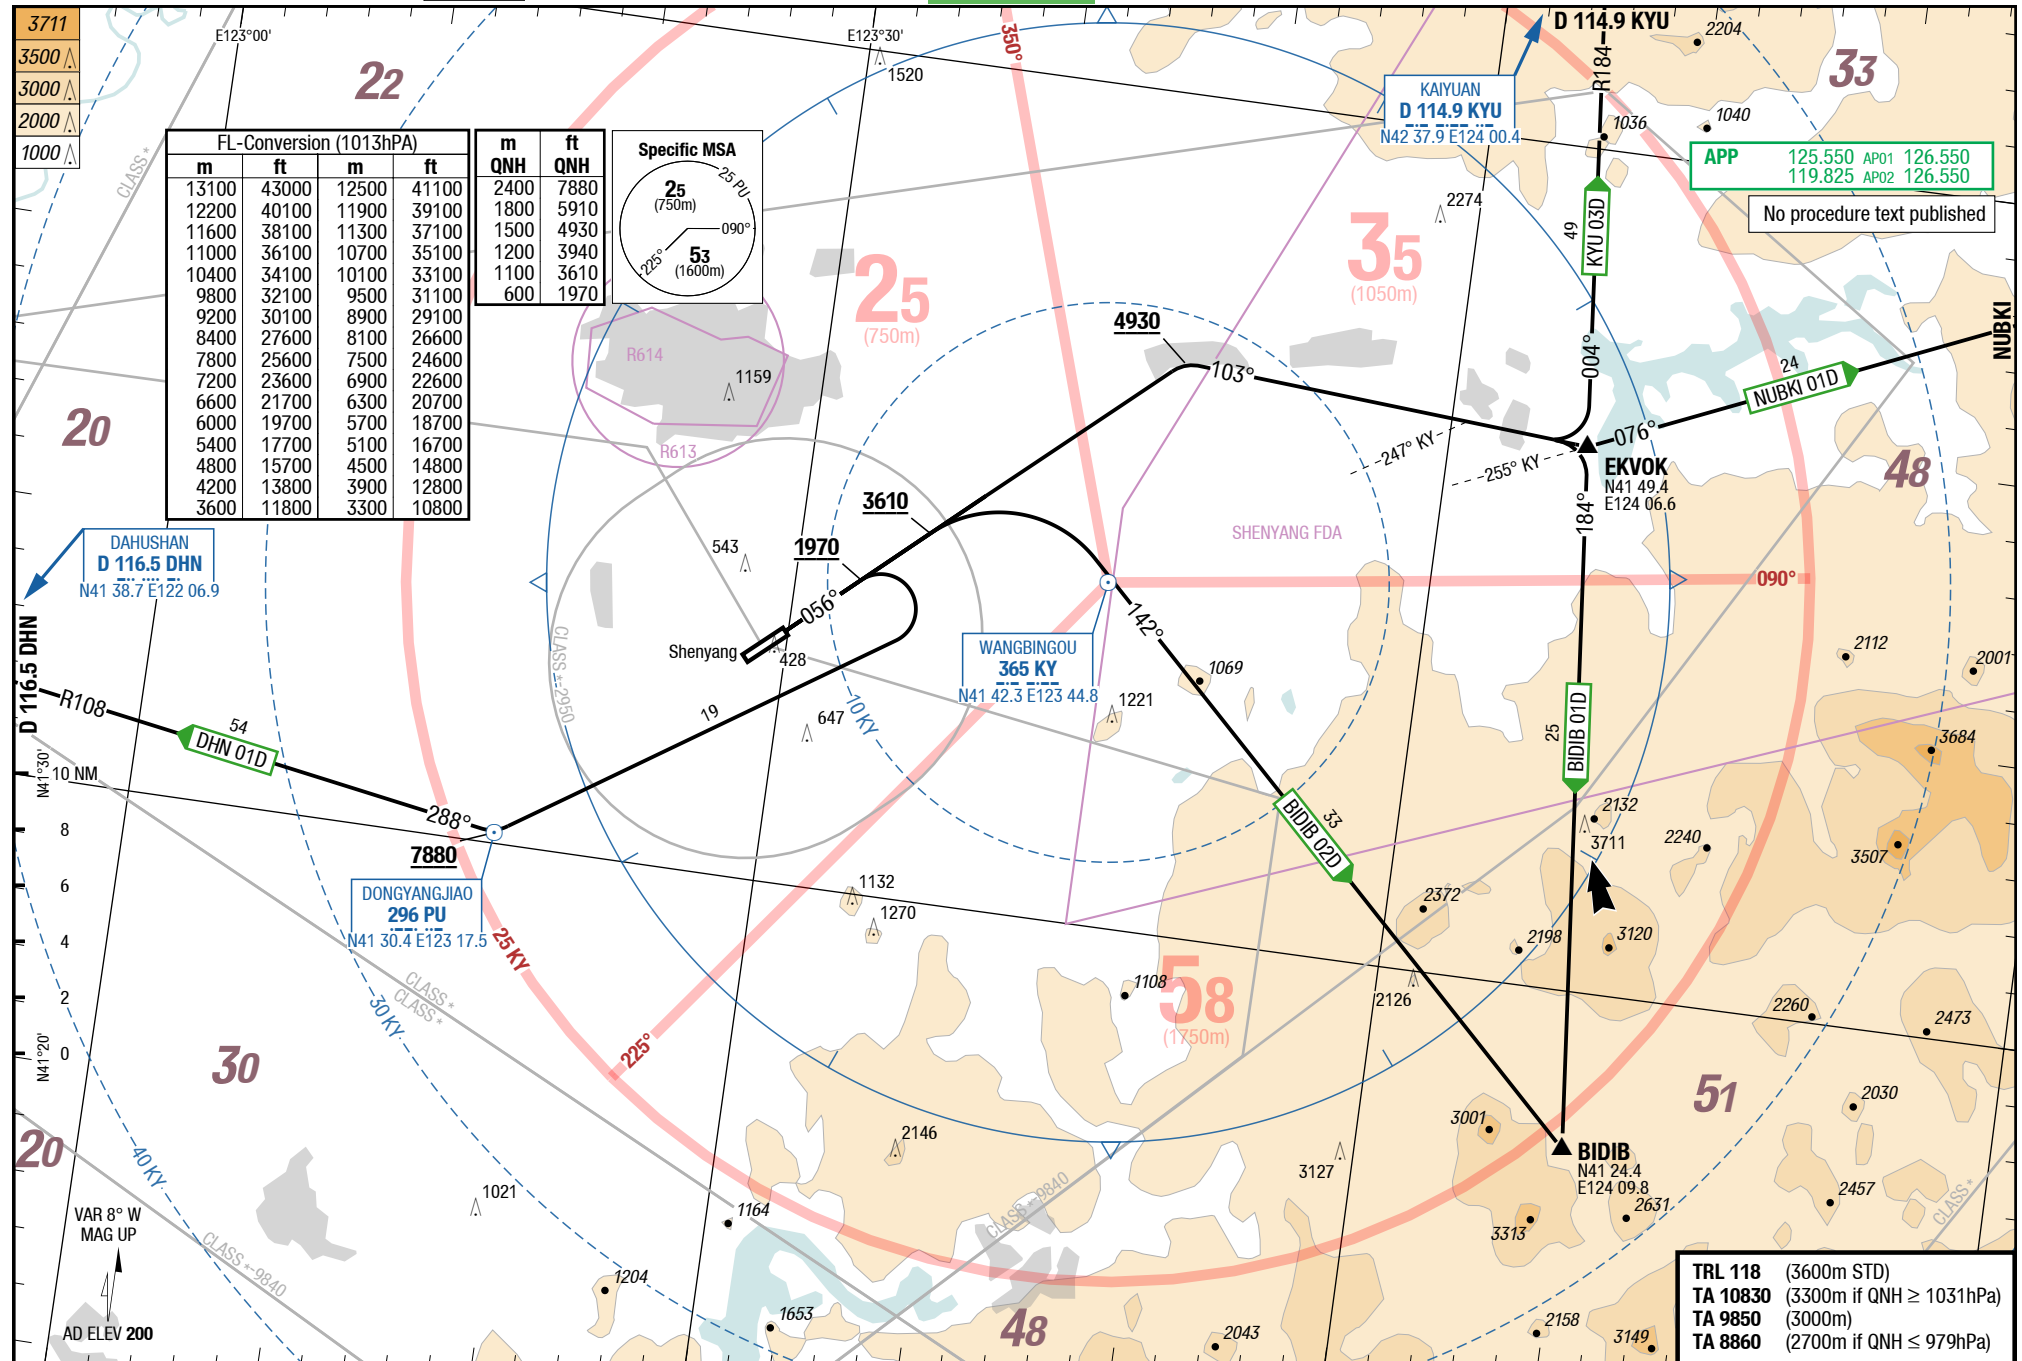 3711
3500
3000
2000
1000
E123°00'
E123°30'
22
350°
1520
D 114.9 KYU
R184
2204
33
KAIYUAN
D 114.9 KYU
N42 37.9 E124 00.4
1036
1040
APP 125.550 AP01 126.550
119.825 AP02 126.550
No procedure text published
CLASS *
FL-Conversion (1013hPA)
m ft m ft
13100 43000 12500 41100
12200 40100 11900 39100
11600 38100 11300 37100
11000 36100 10700 35100
10400 34100 10100 33100
9800 32100 9500 31100
9200 30100 8900 29100
8400 27600 8100 26600
7800 25600 7500 24600
7200 23600 6900 22600
6600 21700 6300 20700
6000 19700 5700 18700
5400 17700 5100 16700
4800 15700 4500 14800
4200 13800 3900 12800
3600 11800 3300 10800
m ft
QNH QNH
2400 7880
1800 5910
1500 4930
1200 3940
1100 3610
600 1970
Specific MSA
25
(750m)
25 PU
090°
225°
53
(1600m)
2274
49
KYU 03D
35
(1050m)
25
(750m)
4930
103°
004°
24
NUBKI 01D
NUBKI
R614
1159
R613
20
247° KY
255° KY
076°
EKVOK
N41 49.4
E124 06.6
48
184°
3610
SHENYANG FDA
1970
543
056°
DAHUSHAN
D 116.5 DHN
N41 38.7 E122 06.9
090°
142°
Shenyang
428
WANGBINGOU
365 KY
N41 42.3 E123 44.8
1069
1221
2112
2001
D 116.5 DHN
R108
54
DHN 01D
CLASS *-2950
19
647
10 KY
25
BIDIB 01D
3684
N41°30'
10 NM
8
6
4
2
0
288°
7880
DONGYANGJIAO
296 PU
N41 30.4 E123 17.5
33
BIDIB 02D
2132
3711
2240
3507
1132
1270
2372
25 KY
2198
3120
CLASS *
CLASS *
30 KY
1108
58
(1750m)
2126
2260
2473
N41°20'
225°
30
51
2030
3001
20
40 KY
2146
3127
BIDIB
N41 24.4
E124 09.8
2457
1021
1164
CLASS *-9840
2631
3313
CLASS *
VAR 8° W
MAG UP
CLASS *-9840
1204
1653
48
2043
2158
3149
AD ELEV 200
TRL 118 (3600m STD)
TA 10830 (3300m if QNH ≥ 1031hPa)
TA 9850 (3000m)
TA 8860 (2700m if QNH ≤ 979hPa)